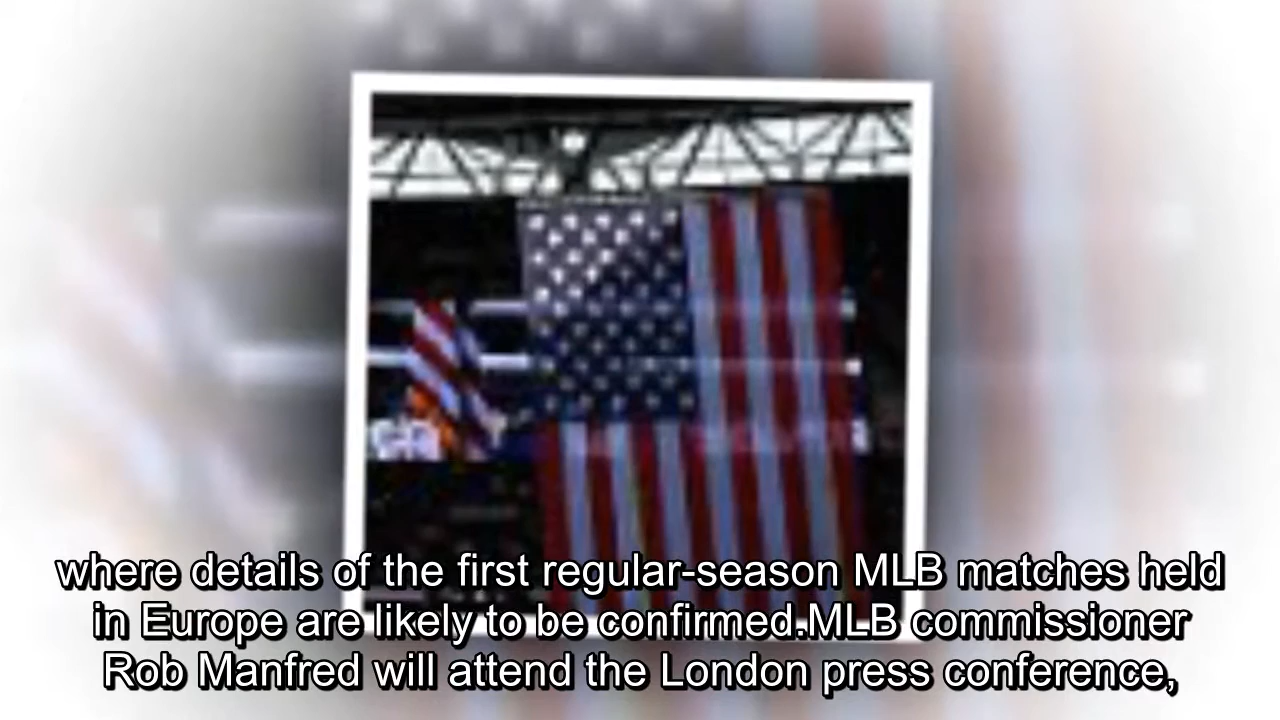 where details of the first regular-season MLB matches held
in Europe are likely to be confirmed.MLB commissioner
Rob Manfred will attend the London press conference,